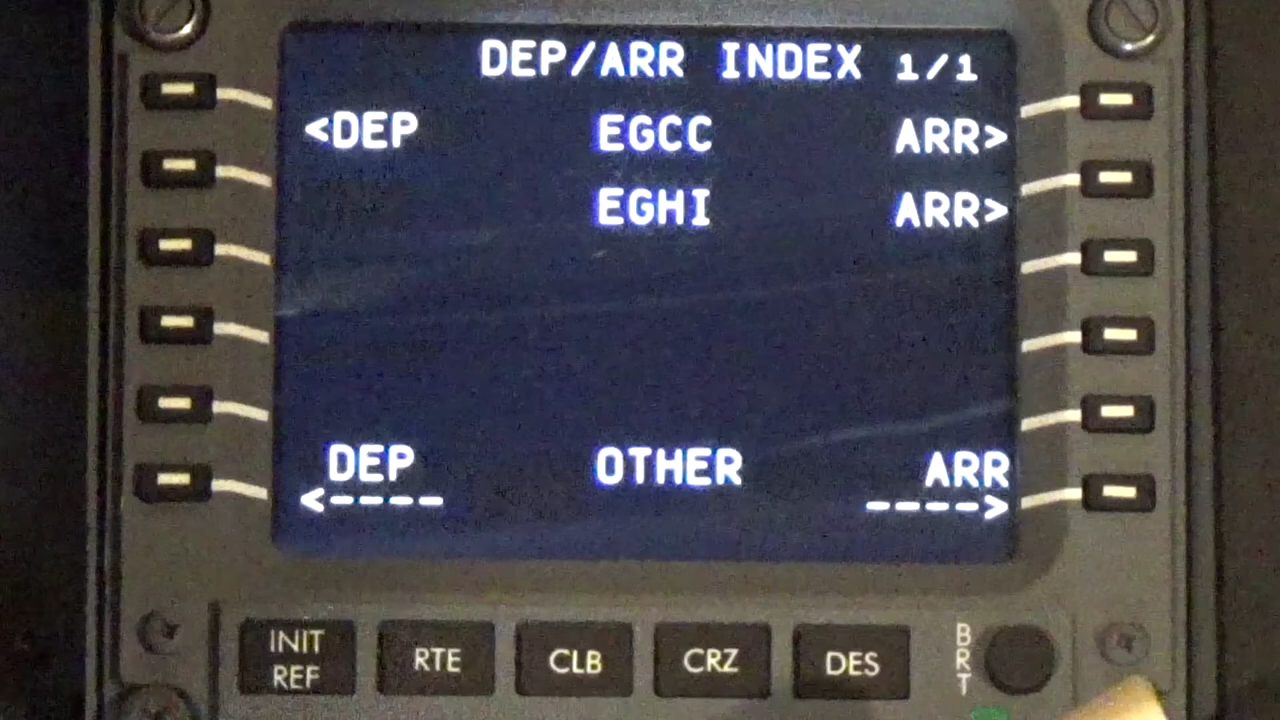 DEP/ARR INDEX 1/1
<DEP EGCC ARR>
EGHI ARR>
DEP OTHER ARR
<---- ---->
INIT REF RTE CLB CRZ DES BRT